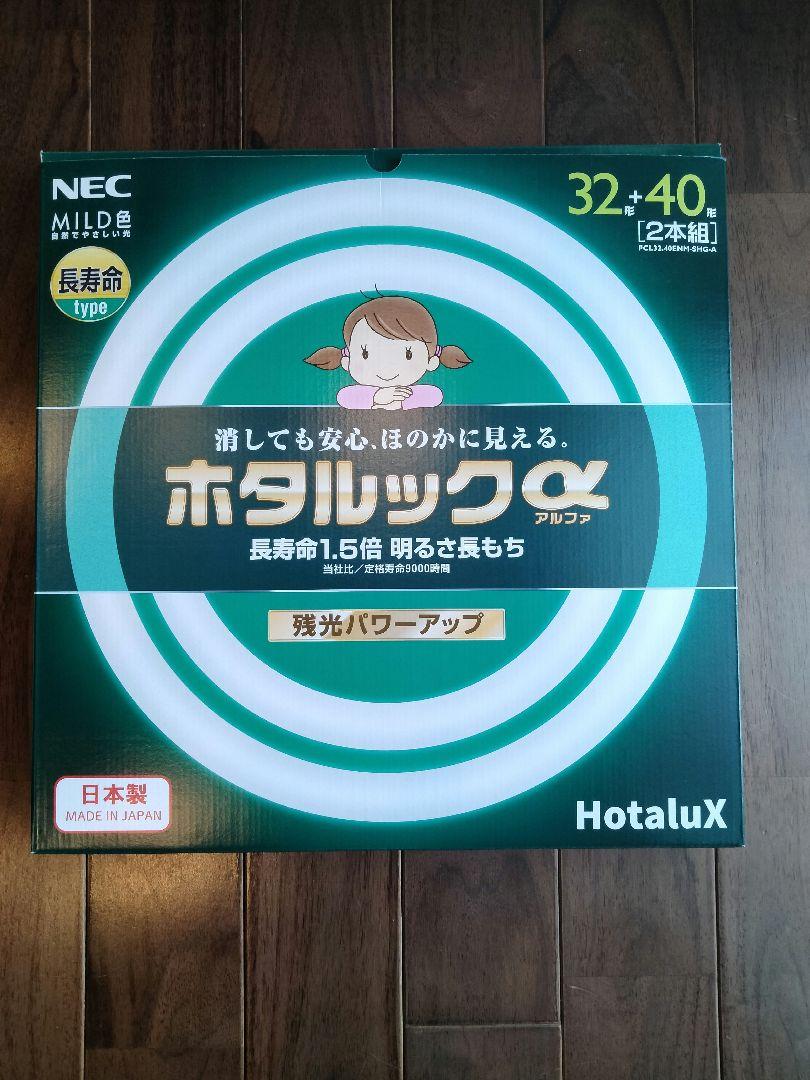 NEC
MILD色
自然でやさしい光
長寿命
type
32形+40形
[2本組]
FCL32.40ENM-SHG-A
消しても安心、ほのかに見える。
ホタルックα
アルファ
長寿命1.5倍 明るさ長もち
当社比/定格寿命9000時間
残光パワーアップ
日本製
MADE IN JAPAN
HotaluX